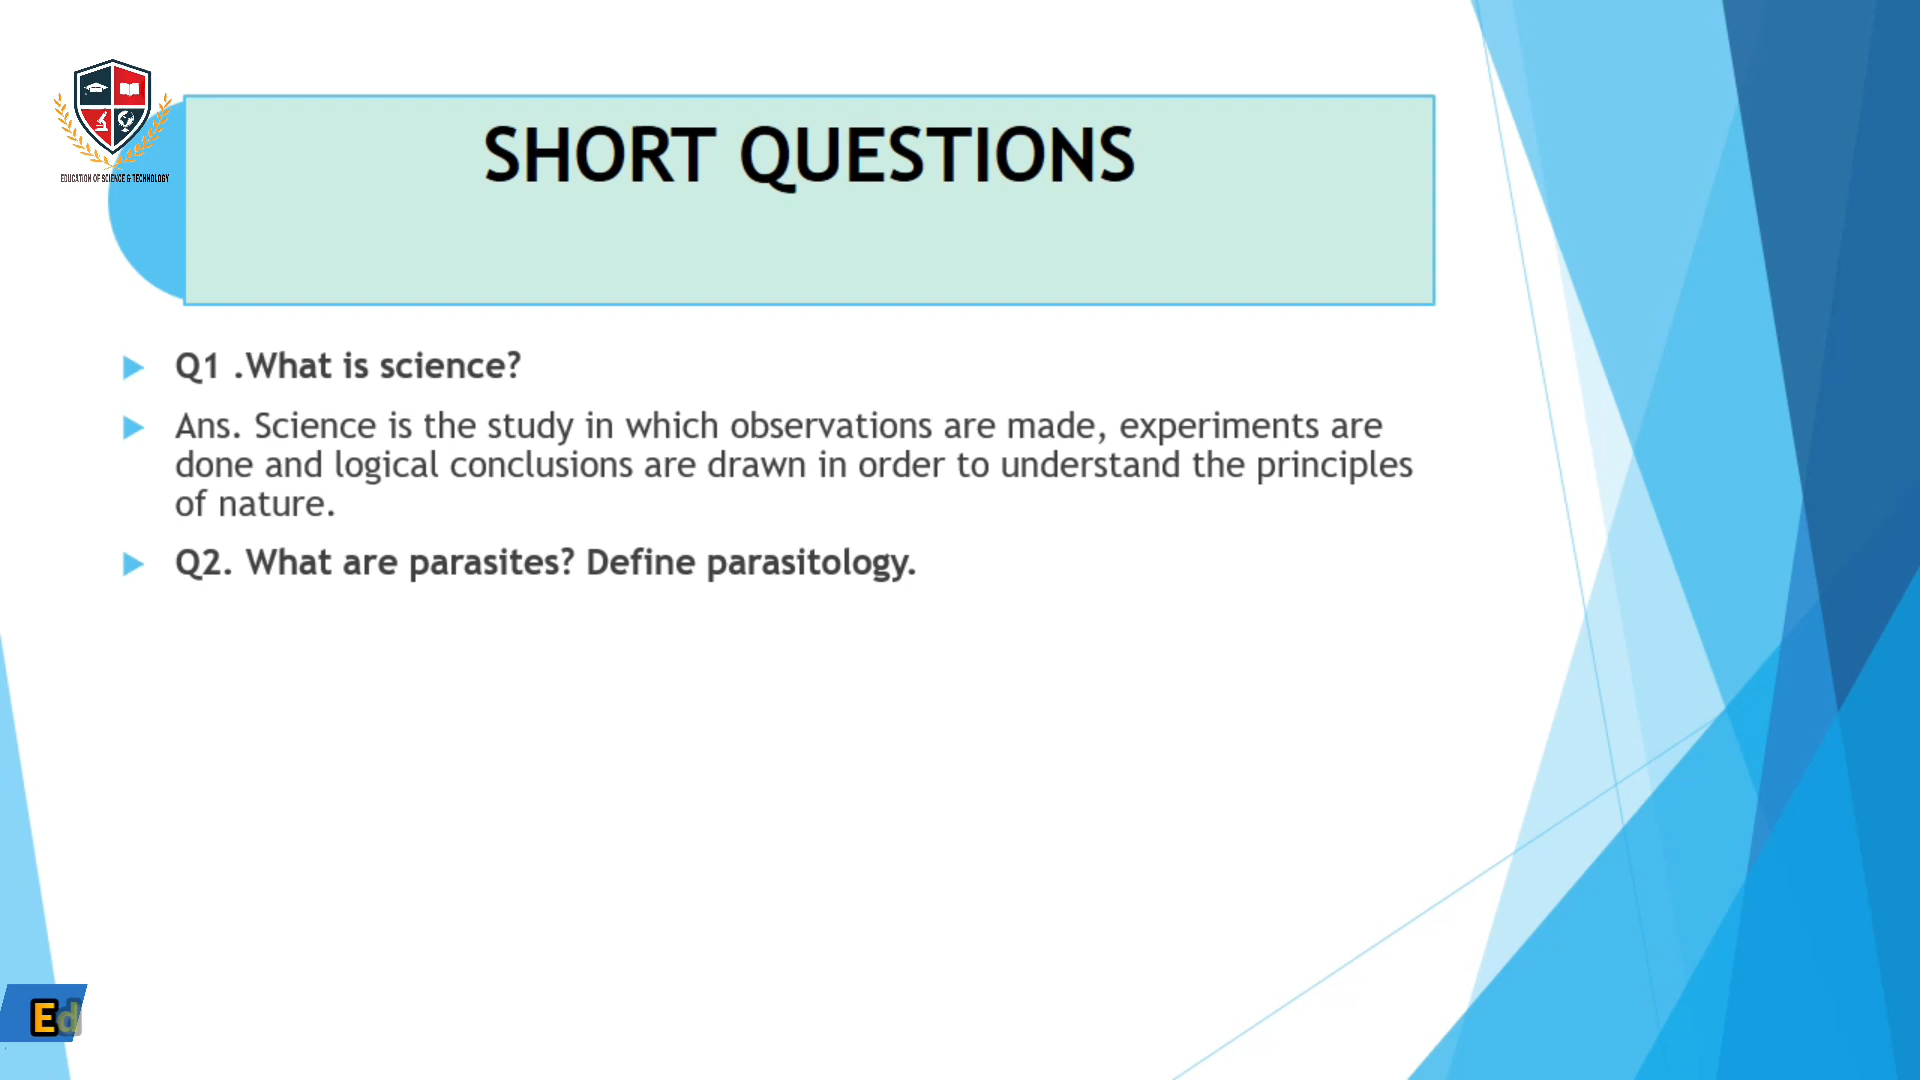 EDUCATION OF SCIENCE & TECHNOLOGY
SHORT QUESTIONS
Q1 .What is science?
Ans. Science is the study in which observations are made, experiments are
done and logical conclusions are drawn in order to understand the principles
of nature.
Q2. What are parasites? Define parasitology.
Ed